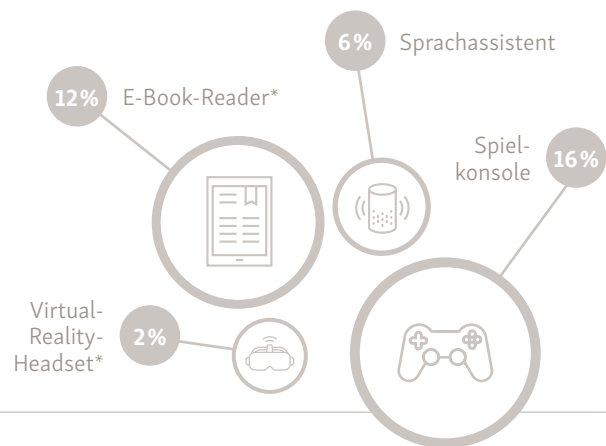 6% Sprachassistent
12% E-Book-Reader*
Spiel-
konsole 16%
Virtual-
Reality- 2%
Headset*